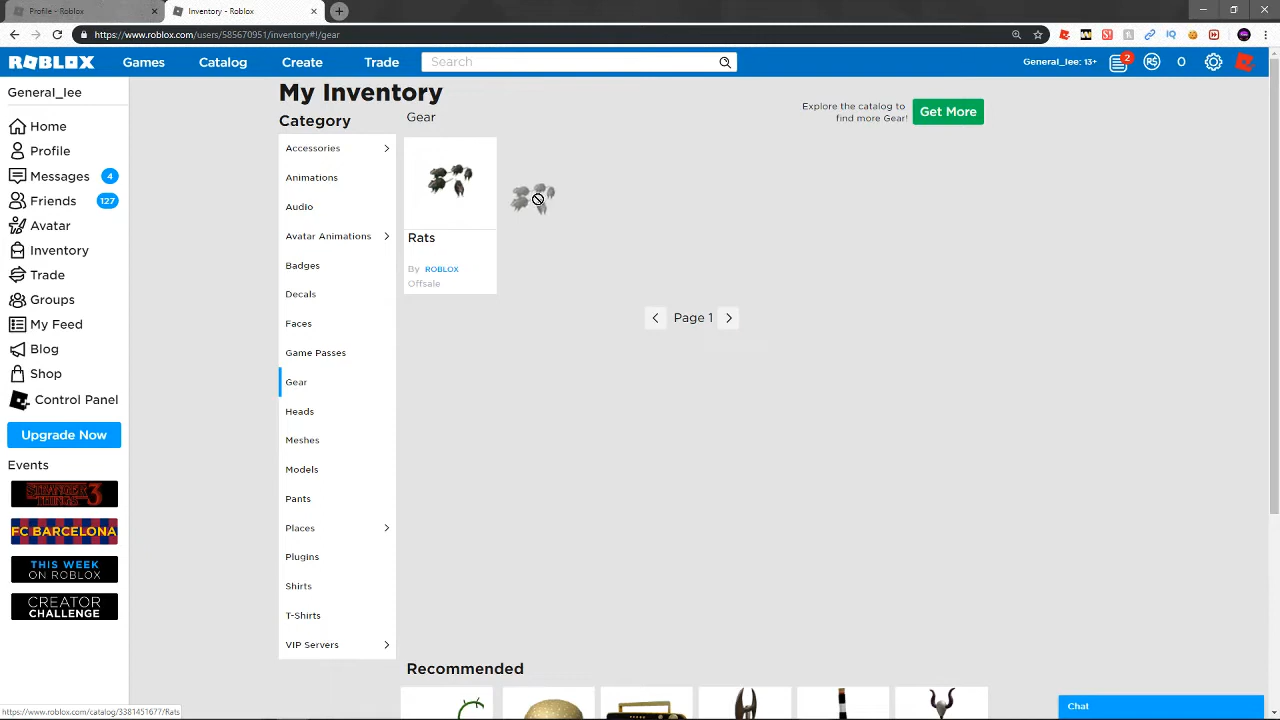 Profile - Roblox
Inventory - Roblox
https://www.roblox.com/users/585670951/inventory#!/gear
ROBLOX
Games
Catalog
Create
Trade
Search
General_lee: 13+
2
0
General_lee
Home
Profile
Messages
4
Friends
127
Avatar
Inventory
Trade
Groups
My Feed
Blog
Shop
Control Panel
Upgrade Now
Events
STRANGER THINGS 3
FC BARCELONA
THIS WEEK
ON ROBLOX
CREATOR
CHALLENGE
My Inventory
Category
Accessories
Animations
Audio
Avatar Animations
Badges
Decals
Faces
Game Passes
Gear
Heads
Meshes
Models
Pants
Places
Plugins
Shirts
T-Shirts
VIP Servers
Gear
Explore the catalog to
find more Gear!
Get More
Rats
By ROBLOX
Offsale
Page 1
Recommended
Chat
https://www.roblox.com/catalog/3381451677/Rats